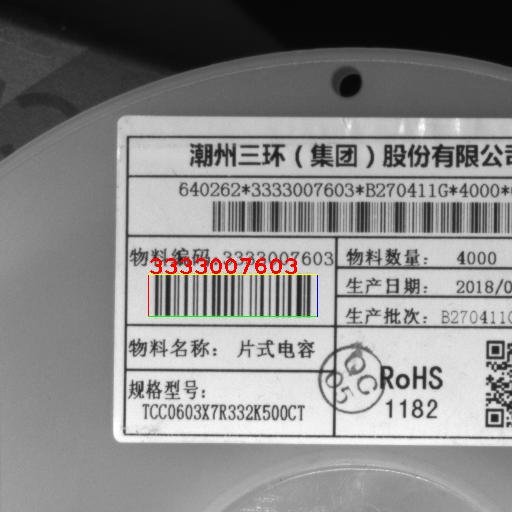 潮州三环（集团）股份有限公司
640262*3333007603*B270411G*4000*
物料编码 3333007603
3333007603
物料数量： 4000
生产日期： 2018/0
生产批次： B270411G
物料名称： 片式电容
规格型号：
TCC0603X7R332K500CT
QC
05
RoHS
1182